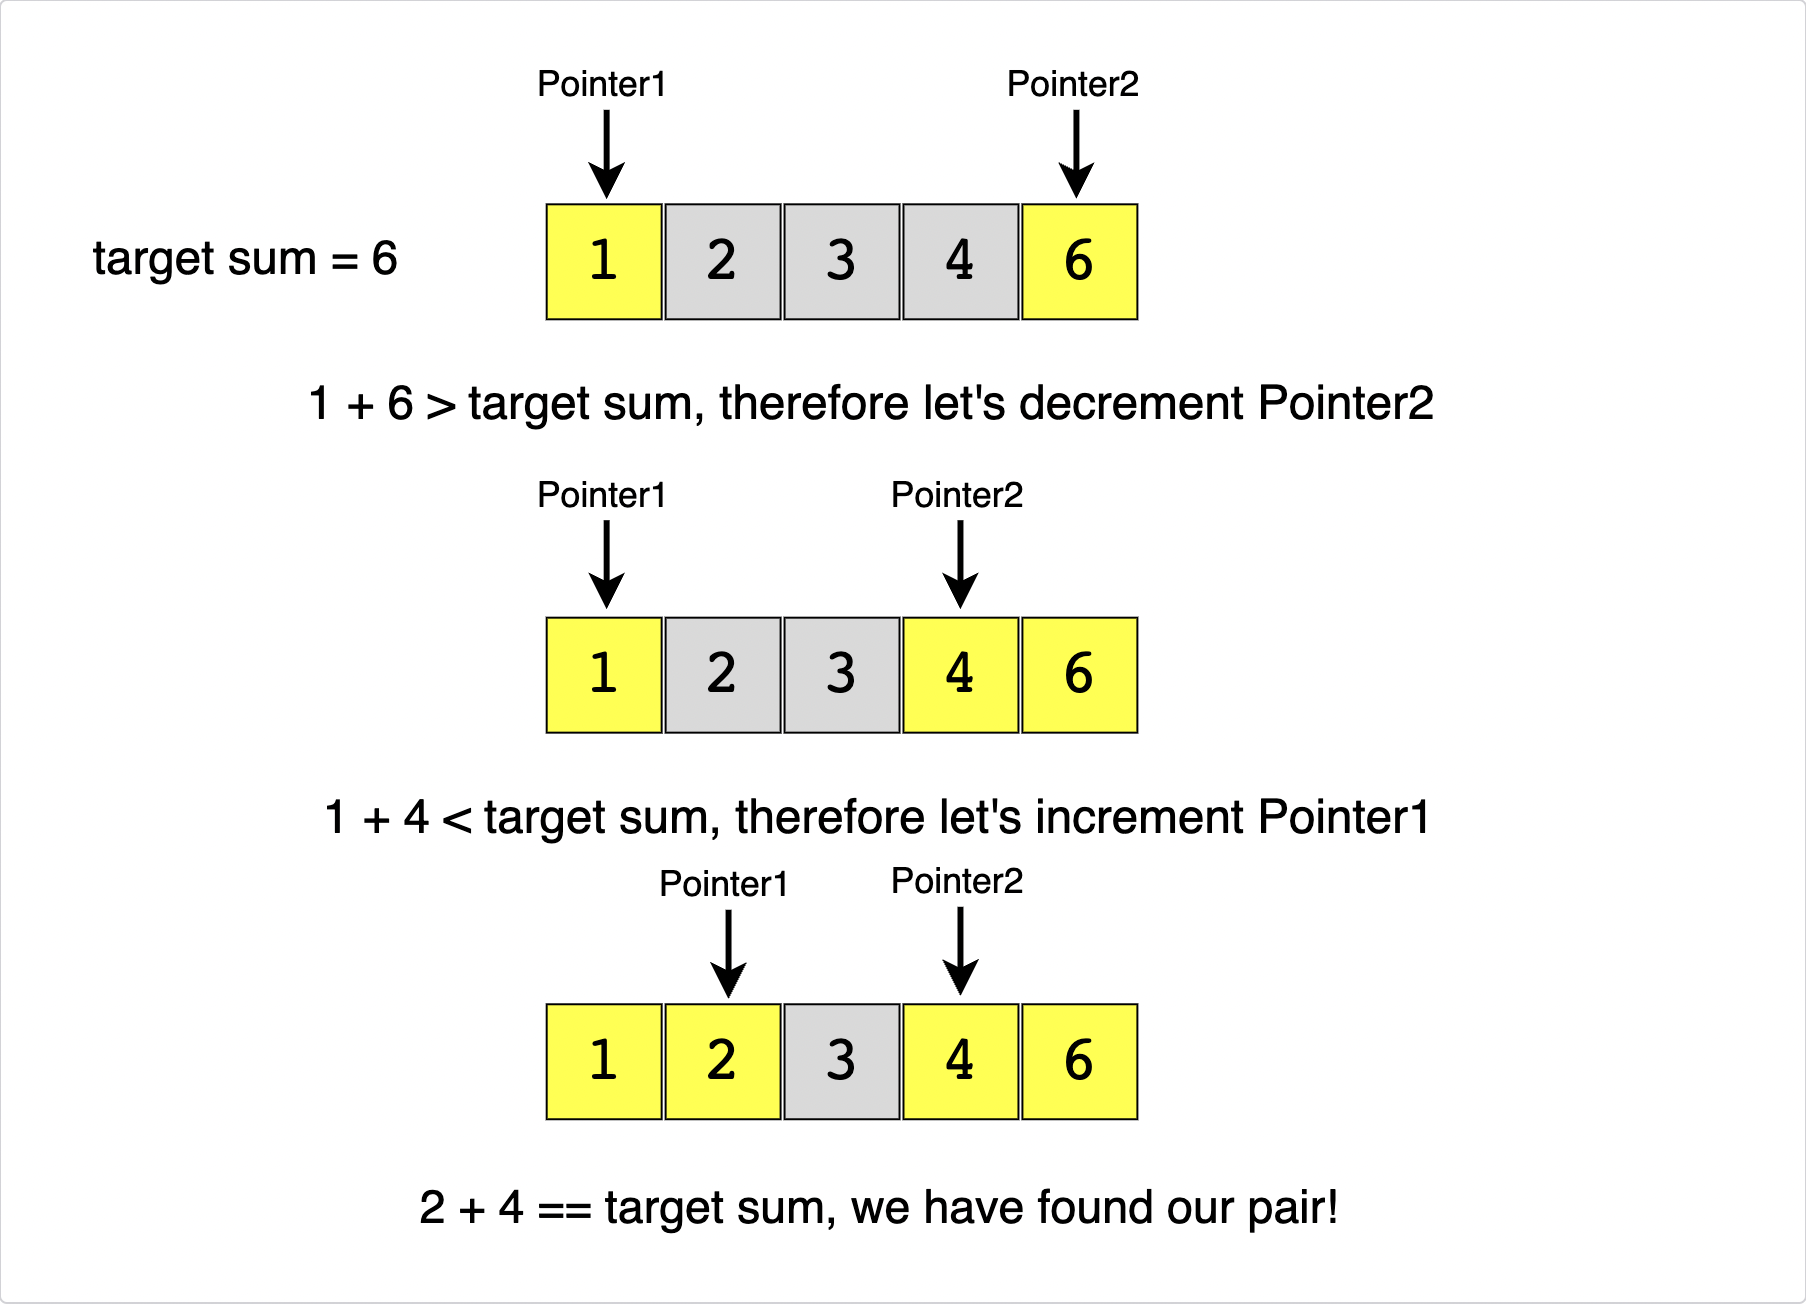 Pointer1 Pointer2
target sum = 6 1 2 3 4 6
1 + 6 > target sum, therefore let's decrement Pointer2
Pointer1 Pointer2
1 2 3 4 6
1 + 4 < target sum, therefore let's increment Pointer1
Pointer1 Pointer2
1 2 3 4 6
2 + 4 == target sum, we have found our pair!